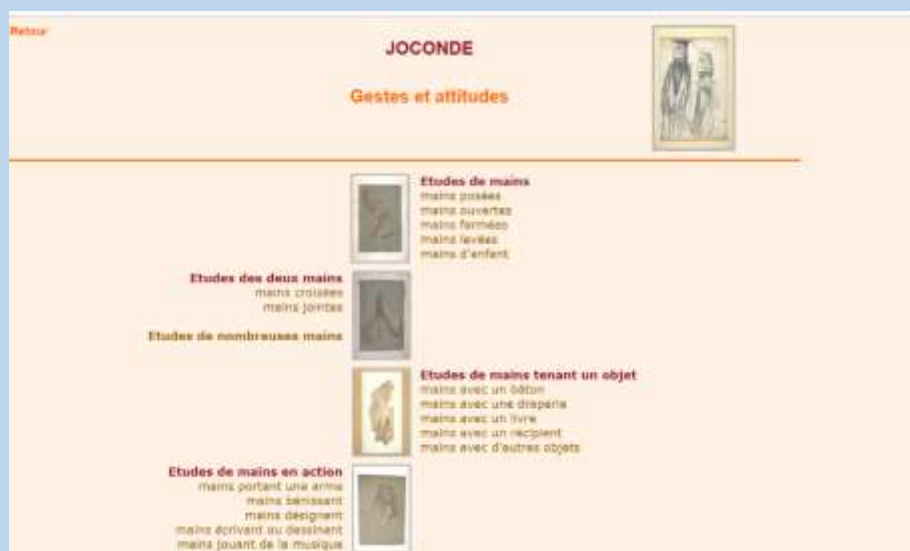 Retour
JOCONDE
Gestes et attitudes
Etudes de mains
mains posées
mains ouvertes
mains fermées
mains levées
mains d'enfant
Etudes des deux mains
mains croisées
mains jointes
Etudes de nombreuses mains
Etudes de mains tenant un objet
mains avec un bâton
mains avec une draperie
mains avec un livre
mains avec un récipient
mains avec d'autres objets
Etudes de mains en action
mains portant une arme
mains bénissant
mains désignant
mains écrivant ou dessinant
mains jouant de la musique